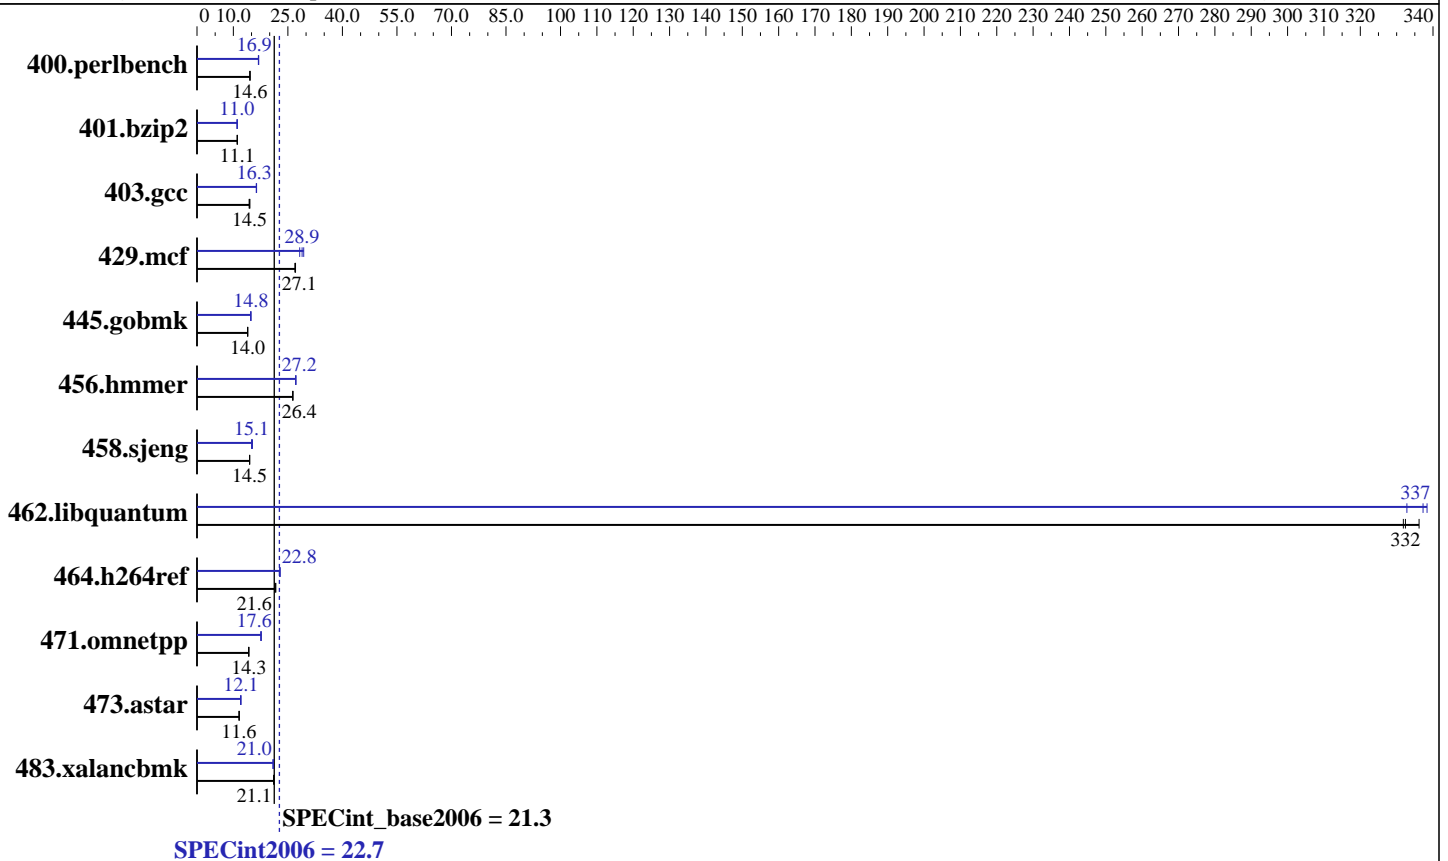 0 10.0 25.0 40.0 55.0 70.0 85.0 100 110 120 130 140 150 160 170 180 190 200 210 220 230 240 250 260 270 280 290 300 310 320 340
16.9
400.perlbench
14.6
11.0
401.bzip2
11.1
16.3
403.gcc
14.5
28.9
429.mcf
27.1
14.8
445.gobmk
14.0
27.2
456.hmmer
26.4
15.1
458.sjeng
14.5
337
462.libquantum
332
22.8
464.h264ref
21.6
17.6
471.omnetpp
14.3
12.1
473.astar
11.6
21.0
483.xalancbmk
21.1
SPECint_base2006 = 21.3
SPECint2006 = 22.7